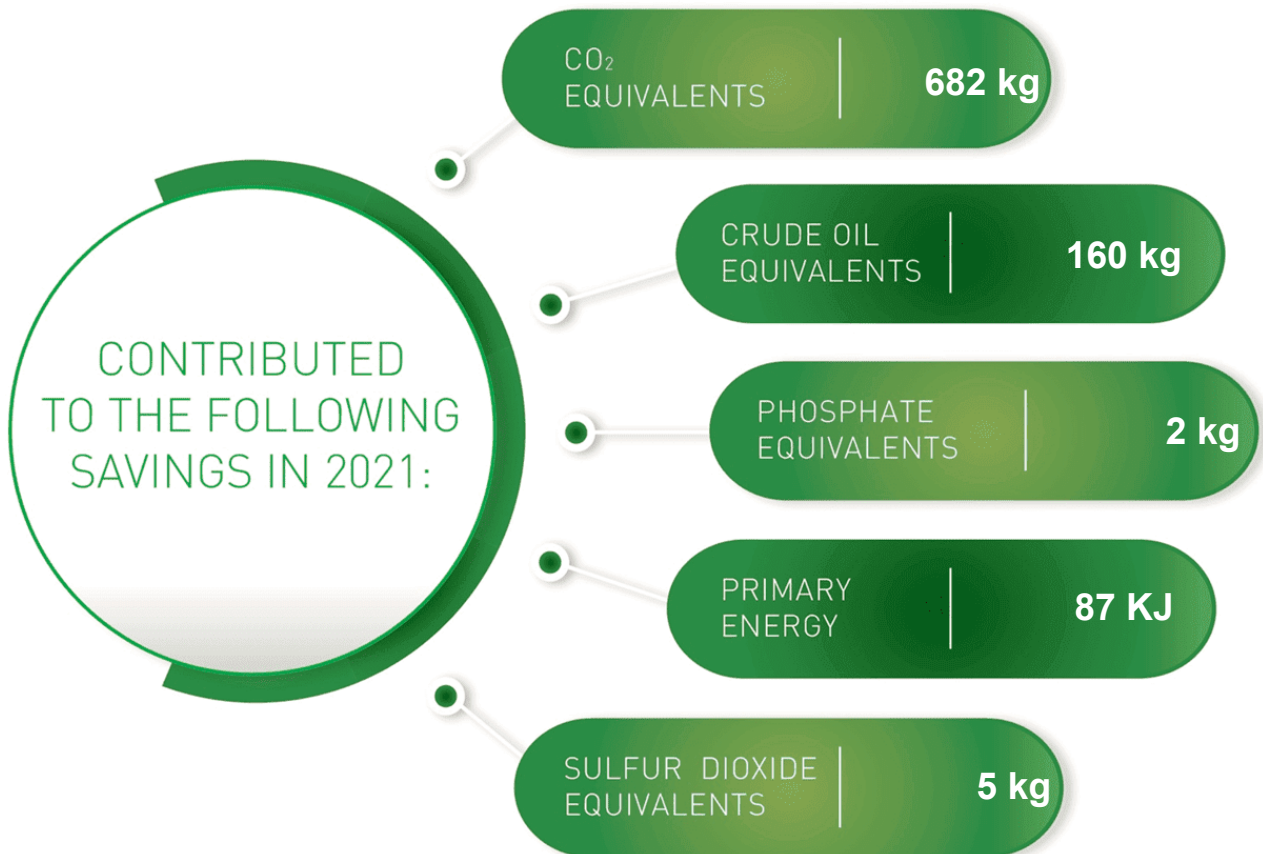 CONTRIBUTED
TO THE FOLLOWING
SAVINGS IN 2021:
CO₂
EQUIVALENTS
682 kg
CRUDE OIL
EQUIVALENTS
160 kg
PHOSPHATE
EQUIVALENTS
2 kg
PRIMARY
ENERGY
87 KJ
SULFUR DIOXIDE
EQUIVALENTS
5 kg